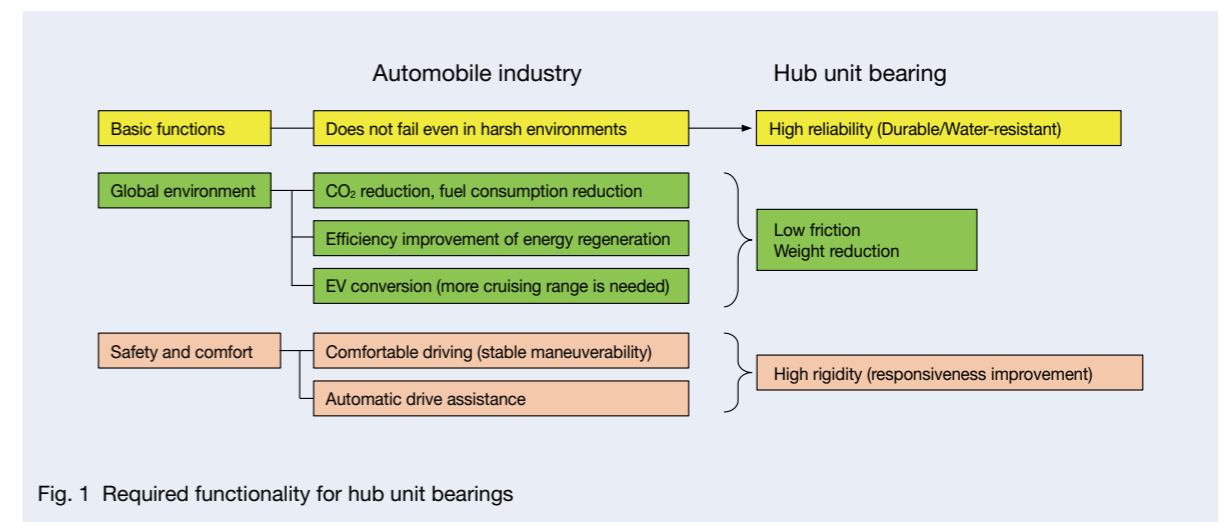 Automobile industry
Hub unit bearing
Basic functions
Does not fail even in harsh environments
High reliability (Durable/Water-resistant)
Global environment
CO₂ reduction, fuel consumption reduction
Efficiency improvement of energy regeneration
EV conversion (more cruising range is needed)
Low friction
Weight reduction
Safety and comfort
Comfortable driving (stable maneuverability)
Automatic drive assistance
High rigidity (responsiveness improvement)
Fig. 1 Required functionality for hub unit bearings